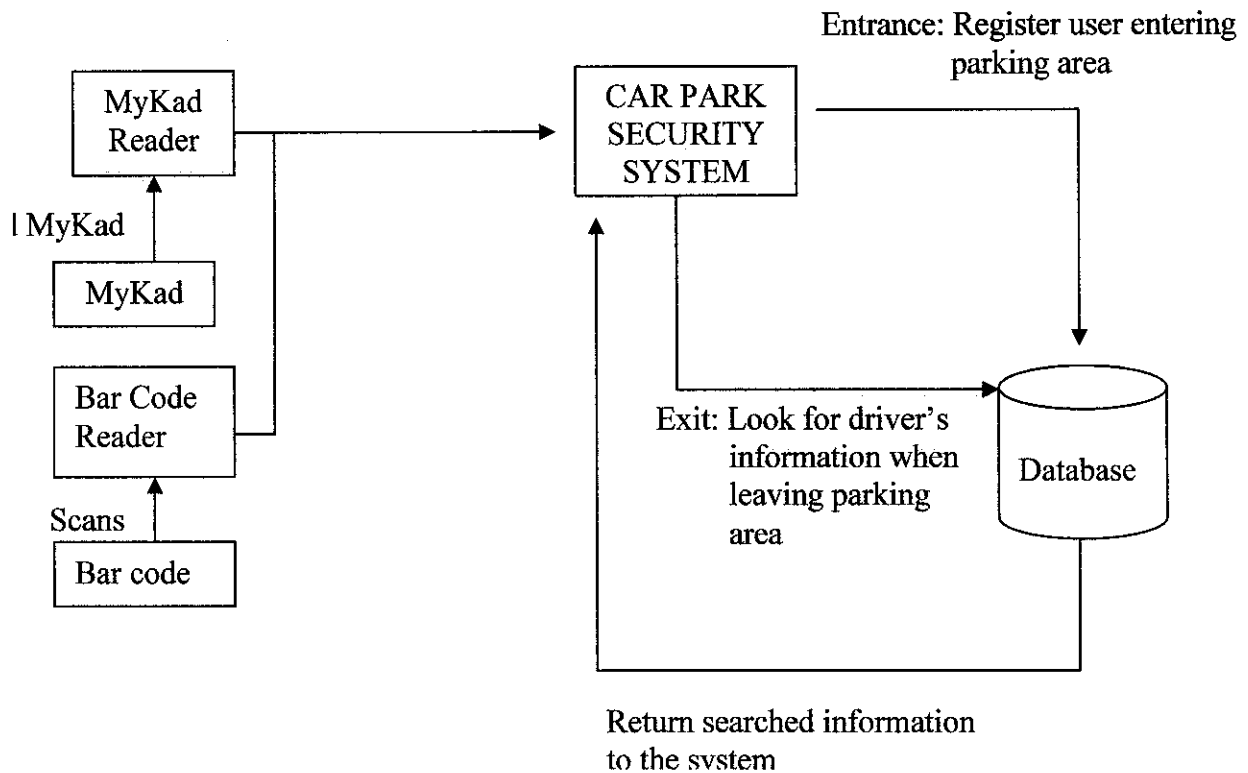 Entrance: Register user entering
parking area
MyKad
Reader
CAR PARK
SECURITY
SYSTEM
MyKad
MyKad
Bar Code
Reader
Scans
Bar code
Exit: Look for driver's
information when
leaving parking
area
Database
Return searched information
to the system